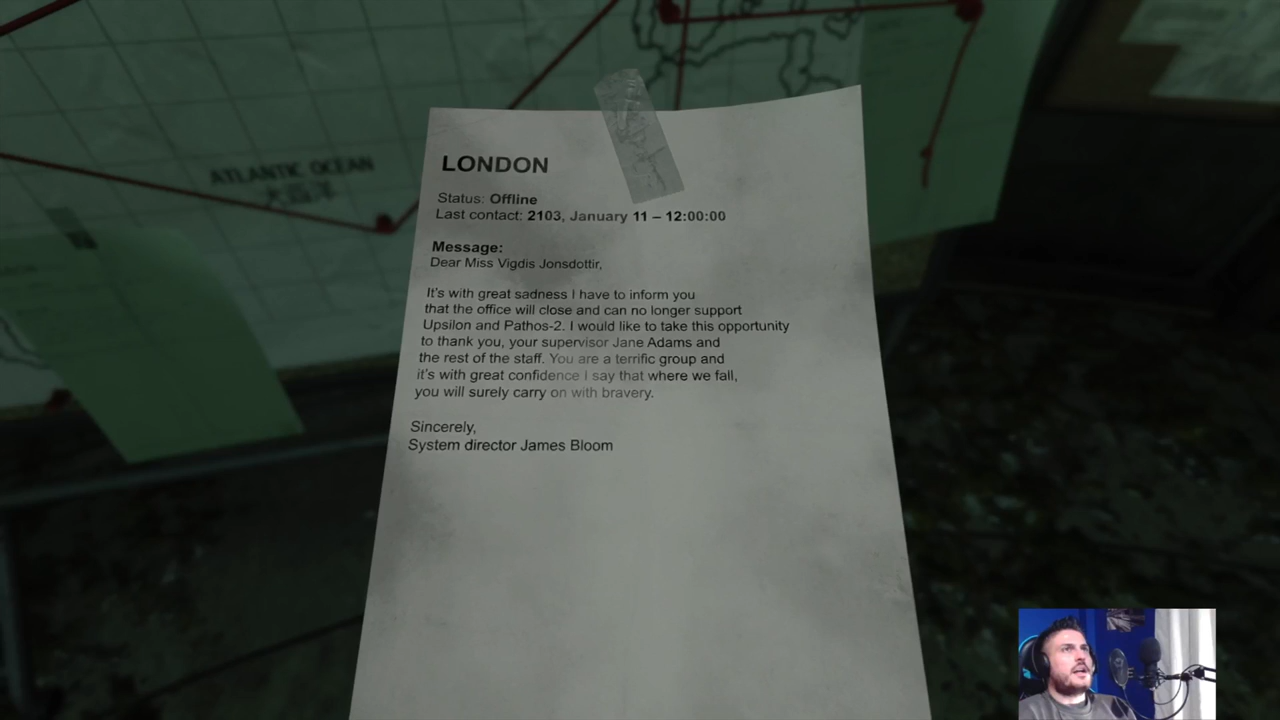 ATLANTIC OCEAN
大西洋
LONDON
Status: Offline
Last contact: 2103, January 11 – 12:00:00
Message:
Dear Miss Vigdis Jonsdottir,
It's with great sadness I have to inform you
that the office will close and can no longer support
Upsilon and Pathos-2. I would like to take this opportunity
to thank you, your supervisor Jane Adams and
the rest of the staff. You are a terrific group and
it's with great confidence I say that where we fall,
you will surely carry on with bravery.
Sincerely,
System director James Bloom